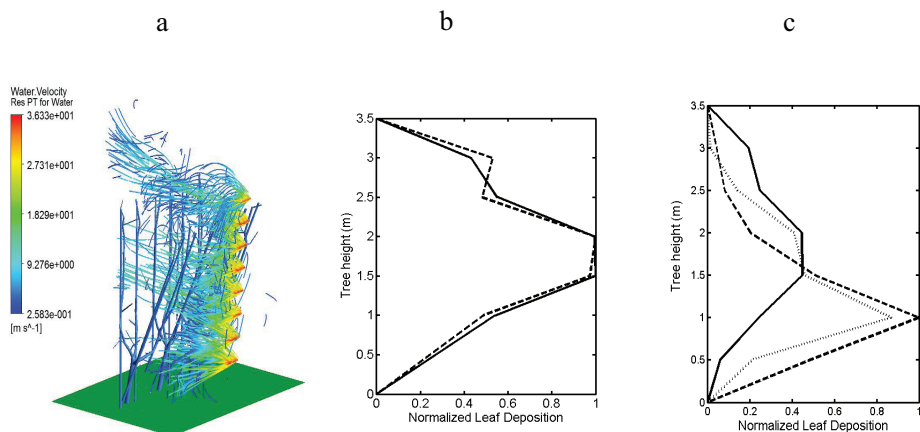 a
b
c
Water.Velocity
Res PT for Water
3.633e+001
2.731e+001
1.829e+001
9.276e+000
2.583e-001
[m s^-1]
3.5
3
2.5
2
1.5
1
0.5
0
Tree height (m)
0
0.2
0.4
0.6
0.8
1
Normalized Leaf Deposition
3.5
3
2.5
2
1.5
1
0.5
0
Tree height (m)
0
0.2
0.4
0.6
0.8
1
Normalized Leaf Deposition